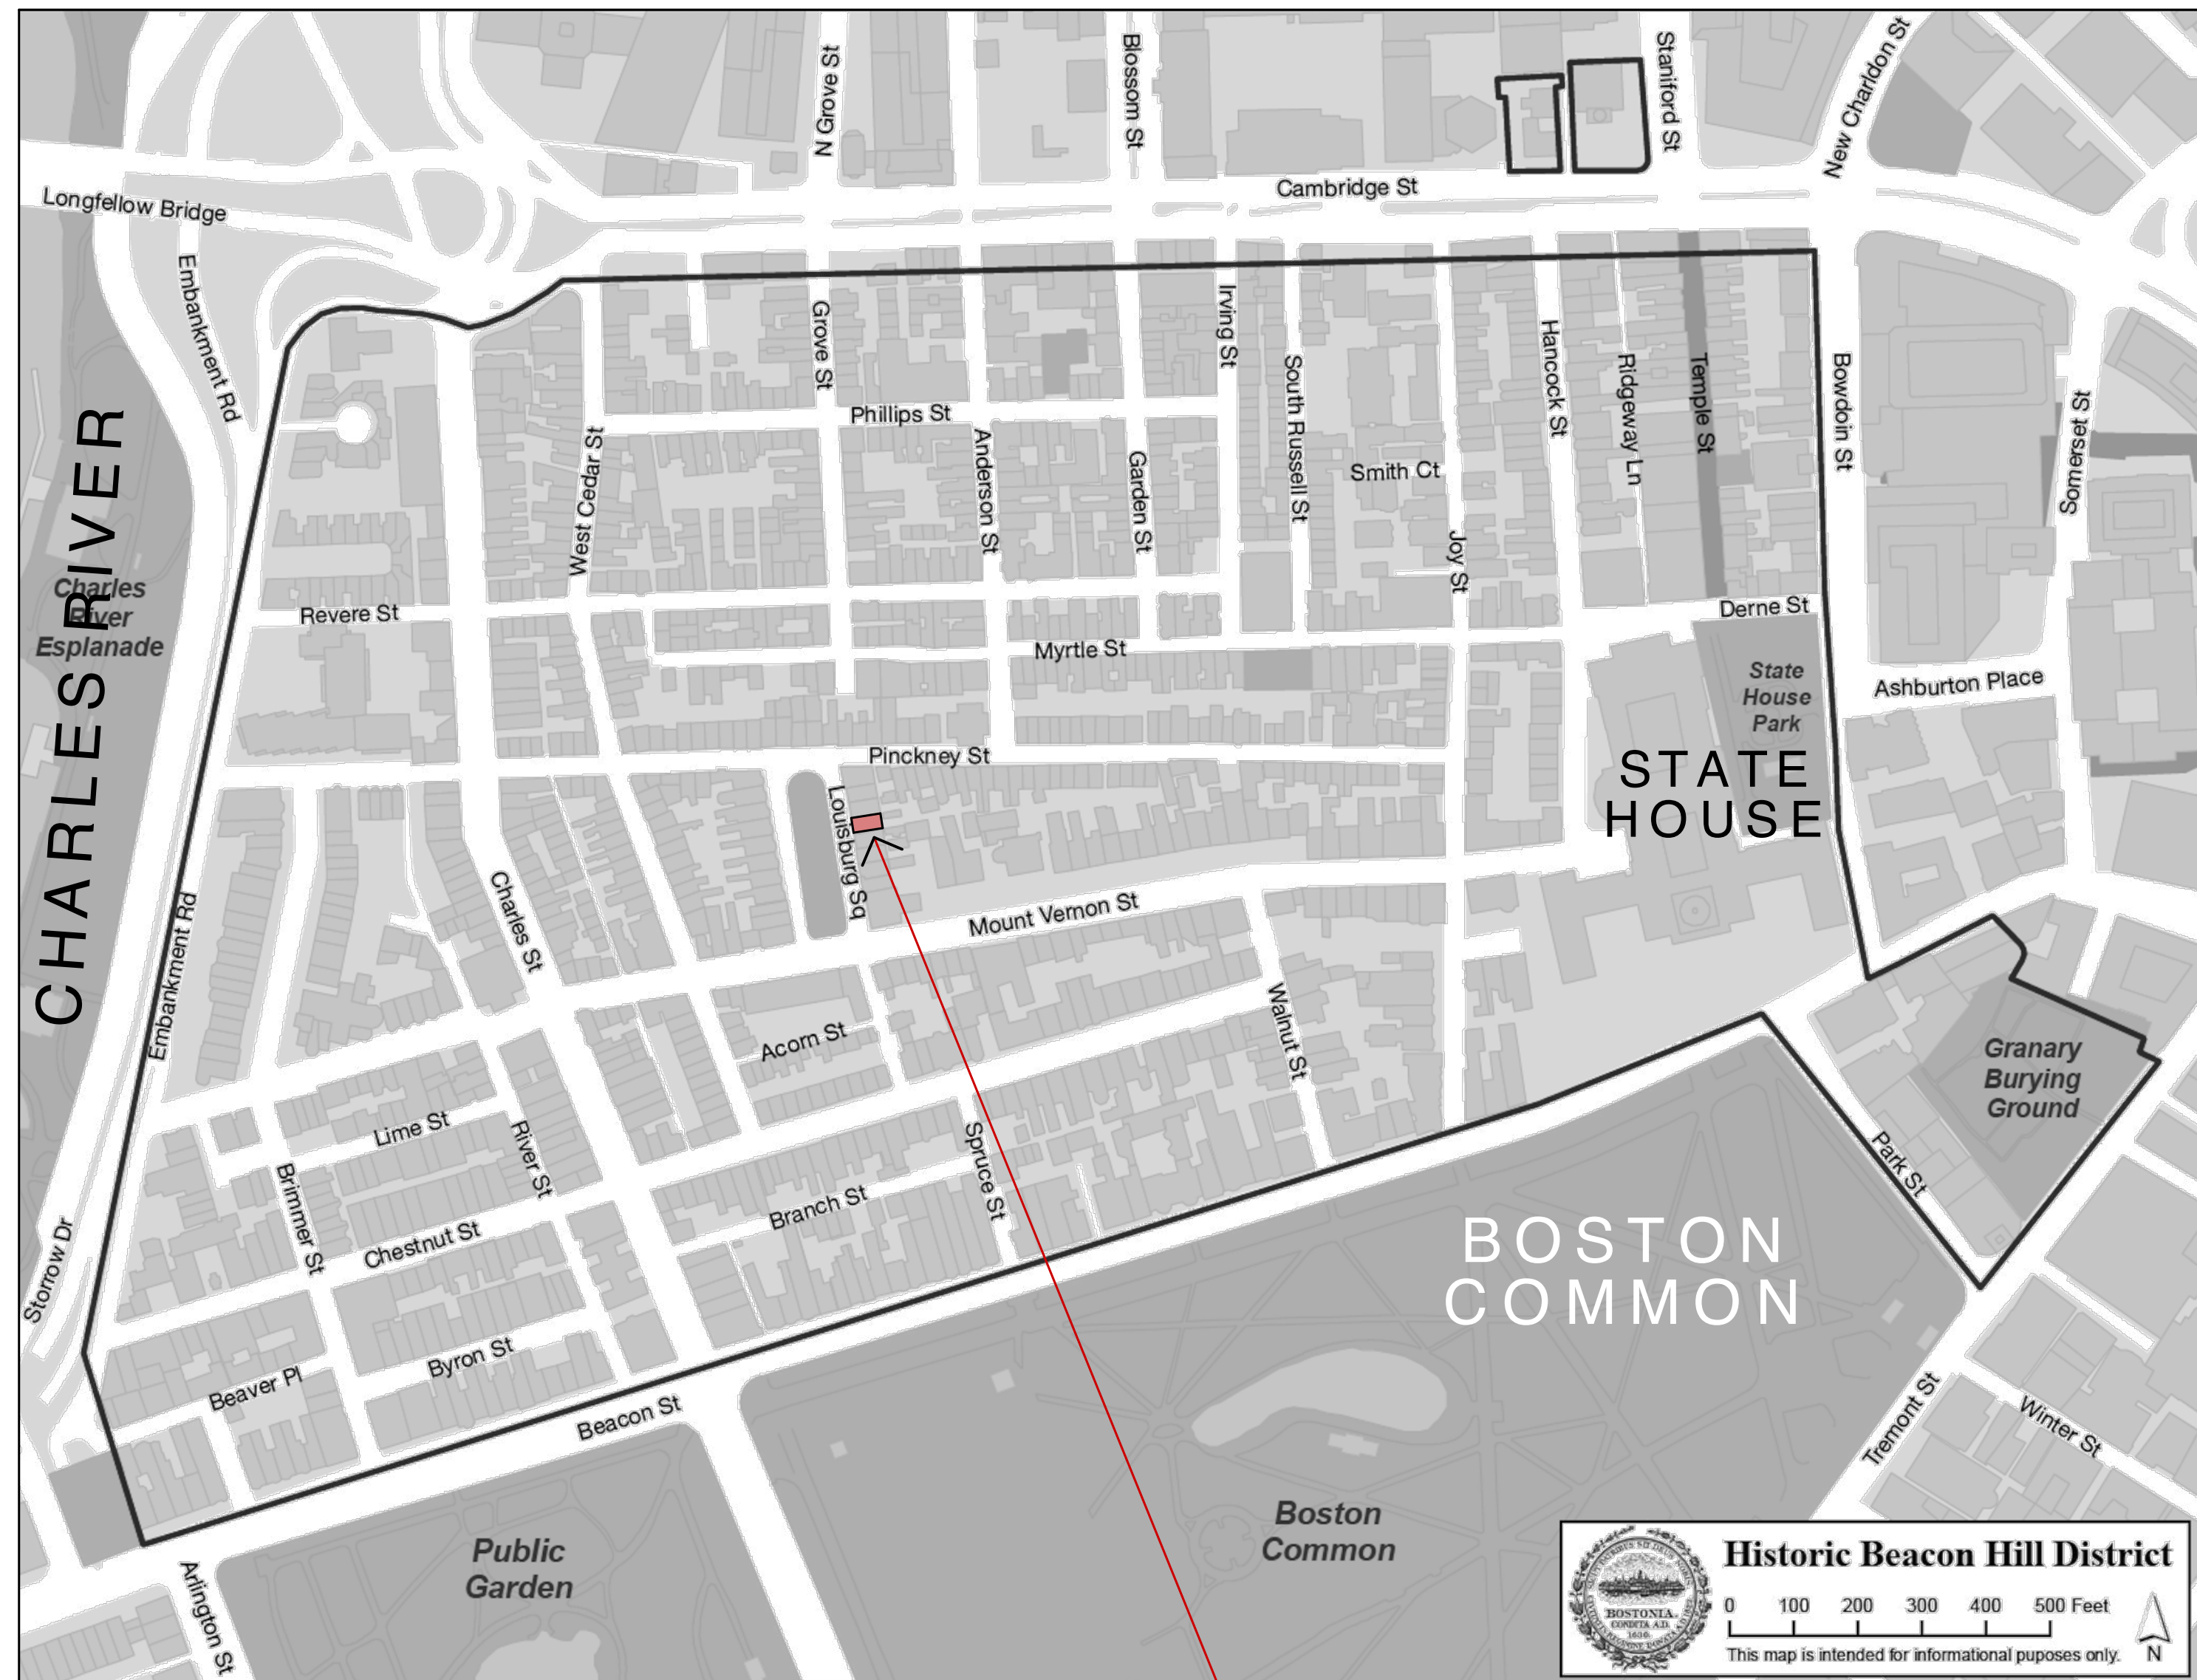 N Grove St
Blossom St
Staniford St
New Charldon St
Cambridge St
Longfellow Bridge
Embankment Rd
Grove St
Irving St
South Russell St
Hancock St
Ridgeway Ln
Temple St
Bowdoin St
Somerset St
Phillips St
West Cedar St
Anderson St
Garden St
Smith Ct
Joy St
CHARLES RIVER
Charles
River
Esplanade
Revere St
Derne St
Myrtle St
State
House
Park
Ashburton Place
Pinckney St
STATE
HOUSE
Louisburg Sq
Charles St
Mount Vernon St
Embankment Rd
Walnut St
Acorn St
Granary
Burying
Ground
Lime St
River St
Spruce St
Park St
Brimmer St
Branch St
Chestnut St
Storrow Dr
BOSTON
COMMON
Byron St
Beaver Pl
Beacon St
Tremont St
Winter St
Boston
Common
Public
Garden
Arlington St
Historic Beacon Hill District
0 100 200 300 400 500 Feet
This map is intended for informational puposes only.
N
BOSTONIA.
CONDITA A.D.
1630.